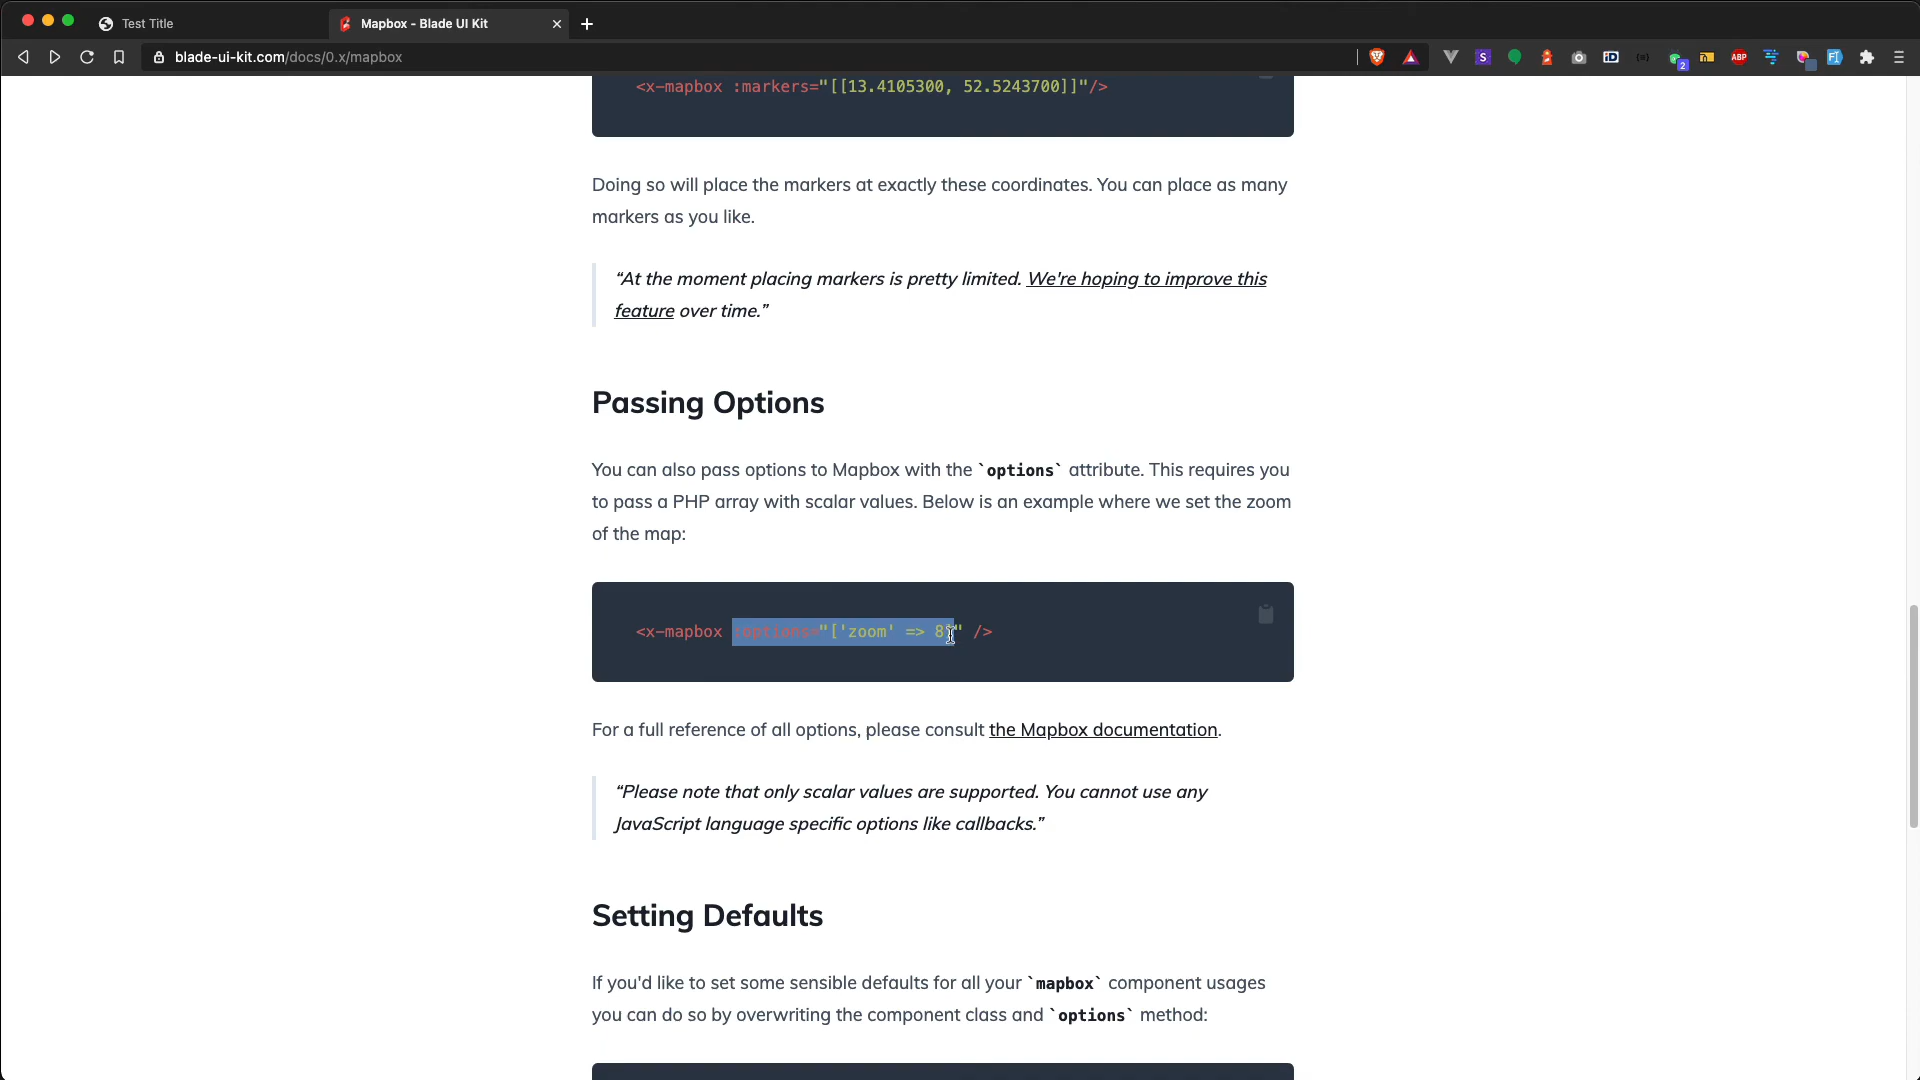 Test Title
Mapbox - Blade UI Kit
blade-ui-kit.com/docs/0.x/mapbox
<x-mapbox :markers="[[13.4105300, 52.5243700]]"/>
Doing so will place the markers at exactly these coordinates. You can place as many
markers as you like.
“At the moment placing markers is pretty limited. We're hoping to improve this
feature over time.”
Passing Options
You can also pass options to Mapbox with the `options` attribute. This requires you
to pass a PHP array with scalar values. Below is an example where we set the zoom
of the map:
<x-mapbox :options="['zoom' => 8]" />
For a full reference of all options, please consult the Mapbox documentation.
“Please note that only scalar values are supported. You cannot use any
JavaScript language specific options like callbacks.”
Setting Defaults
If you'd like to set some sensible defaults for all your `mapbox` component usages
you can do so by overwriting the component class and `options` method: